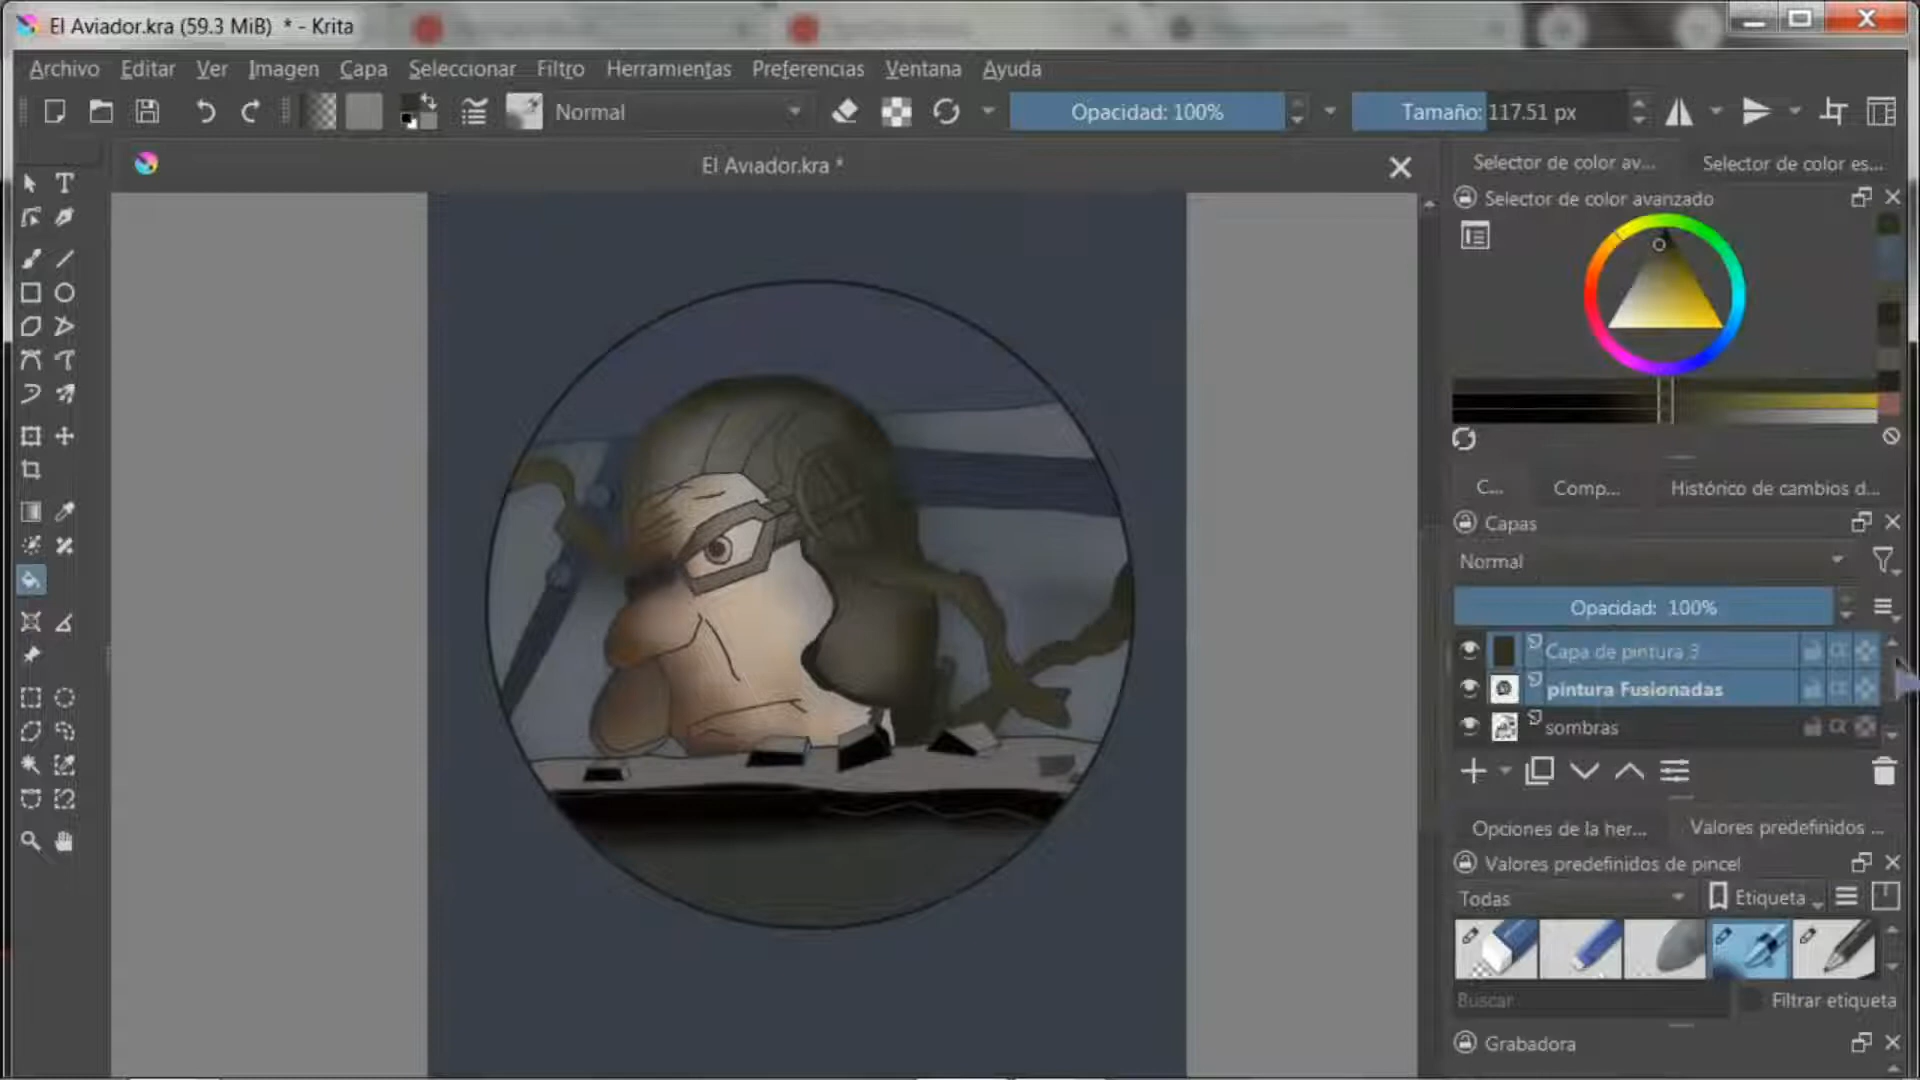 El Aviador.kra (59.3 MiB) * - Krita
Archivo Editar Ver Imagen Capa Seleccionar Filtro Herramientas Preferencias Ventana Ayuda
Normal Opacidad: 100% Tamaño: 117.51 px
El Aviador.kra *
Selector de color av... Selector de color es...
Selector de color avanzado
C... Comp... Histórico de cambios d...
Capas
Normal
Opacidad: 100%
Capa de pintura 3
pintura Fusionadas
sombras
Opciones de la her... Valores predefinidos ...
Valores predefinidos de pincel
Todas Etiqueta
Buscar Filtrar etiqueta
Grabadora